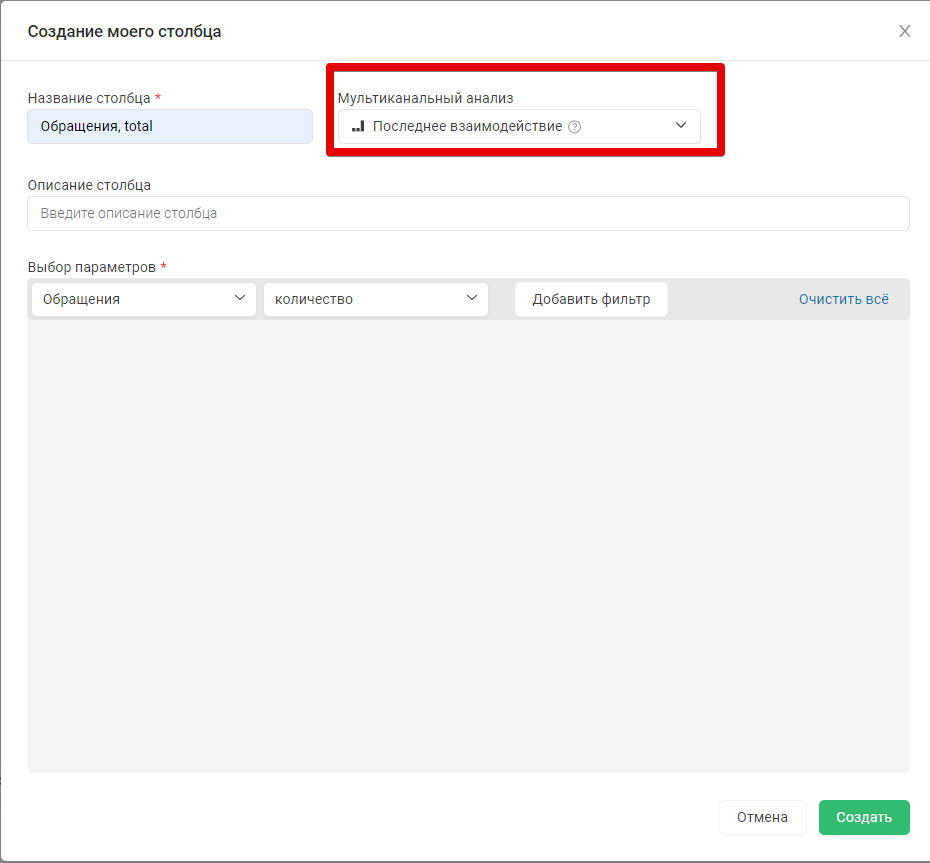 Создание моего столбца
Название столбца *
Мультиканальный анализ
Обращения, total
Последнее взаимодействие ?
Описание столбца
Введите описание столбца
Выбор параметров *
Обращения
количество
Добавить фильтр
Очистить всё
Отмена
Создать